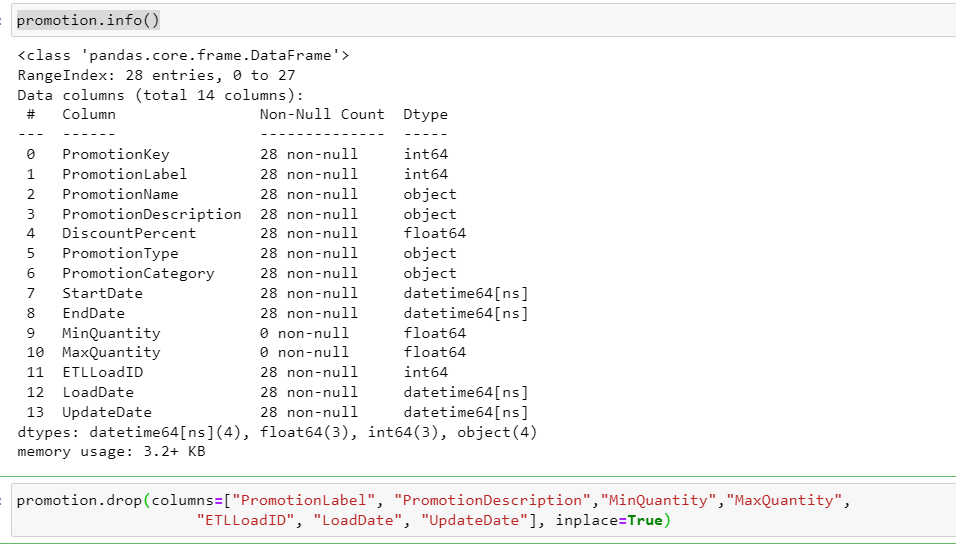 promotion.info()
<class 'pandas.core.frame.DataFrame'>
RangeIndex: 28 entries, 0 to 27
Data columns (total 14 columns):
 #   Column                Non-Null Count  Dtype
---  ------                --------------  -----
 0   PromotionKey          28 non-null     int64
 1   PromotionLabel        28 non-null     int64
 2   PromotionName         28 non-null     object
 3   PromotionDescription  28 non-null     object
 4   DiscountPercent       28 non-null     float64
 5   PromotionType         28 non-null     object
 6   PromotionCategory     28 non-null     object
 7   StartDate             28 non-null     datetime64[ns]
 8   EndDate               28 non-null     datetime64[ns]
 9   MinQuantity           0 non-null      float64
 10  MaxQuantity           0 non-null      float64
 11  ETLLoadID             28 non-null     int64
 12  LoadDate              28 non-null     datetime64[ns]
 13  UpdateDate            28 non-null     datetime64[ns]
dtypes: datetime64[ns](4), float64(3), int64(3), object(4)
memory usage: 3.2+ KB
promotion.drop(columns=["PromotionLabel", "PromotionDescription","MinQuantity","MaxQuantity",
                    "ETLLoadID", "LoadDate", "UpdateDate"], inplace=True)